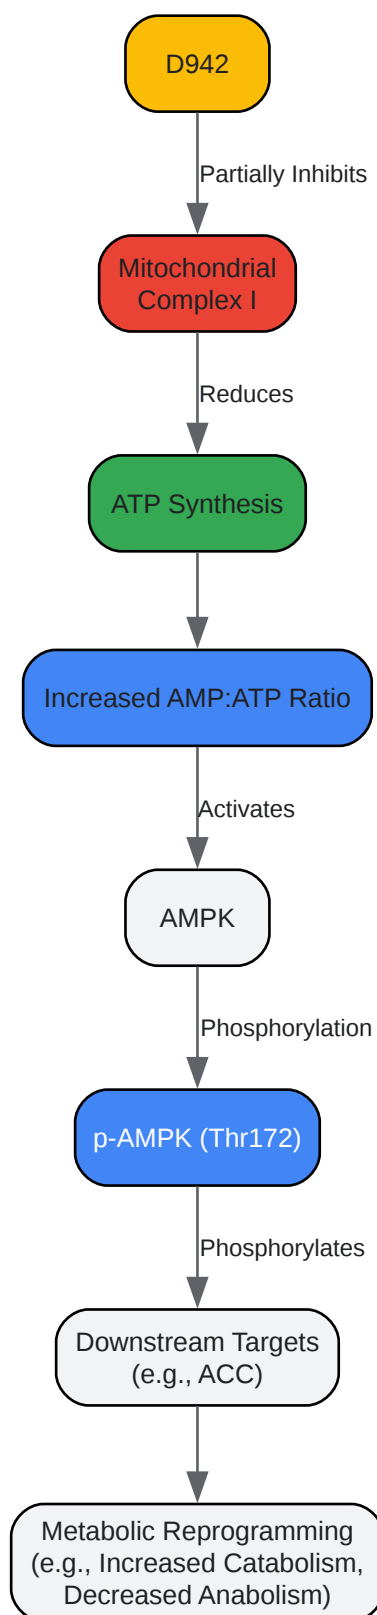 D942
Partially Inhibits
Mitochondrial
Complex I
Reduces
ATP Synthesis
Increased AMP:ATP Ratio
Activates
AMPK
Phosphorylation
p-AMPK (Thr172)
Phosphorylates
Downstream Targets
(e.g., ACC)
Metabolic Reprogramming
(e.g., Increased Catabolism,
Decreased Anabolism)